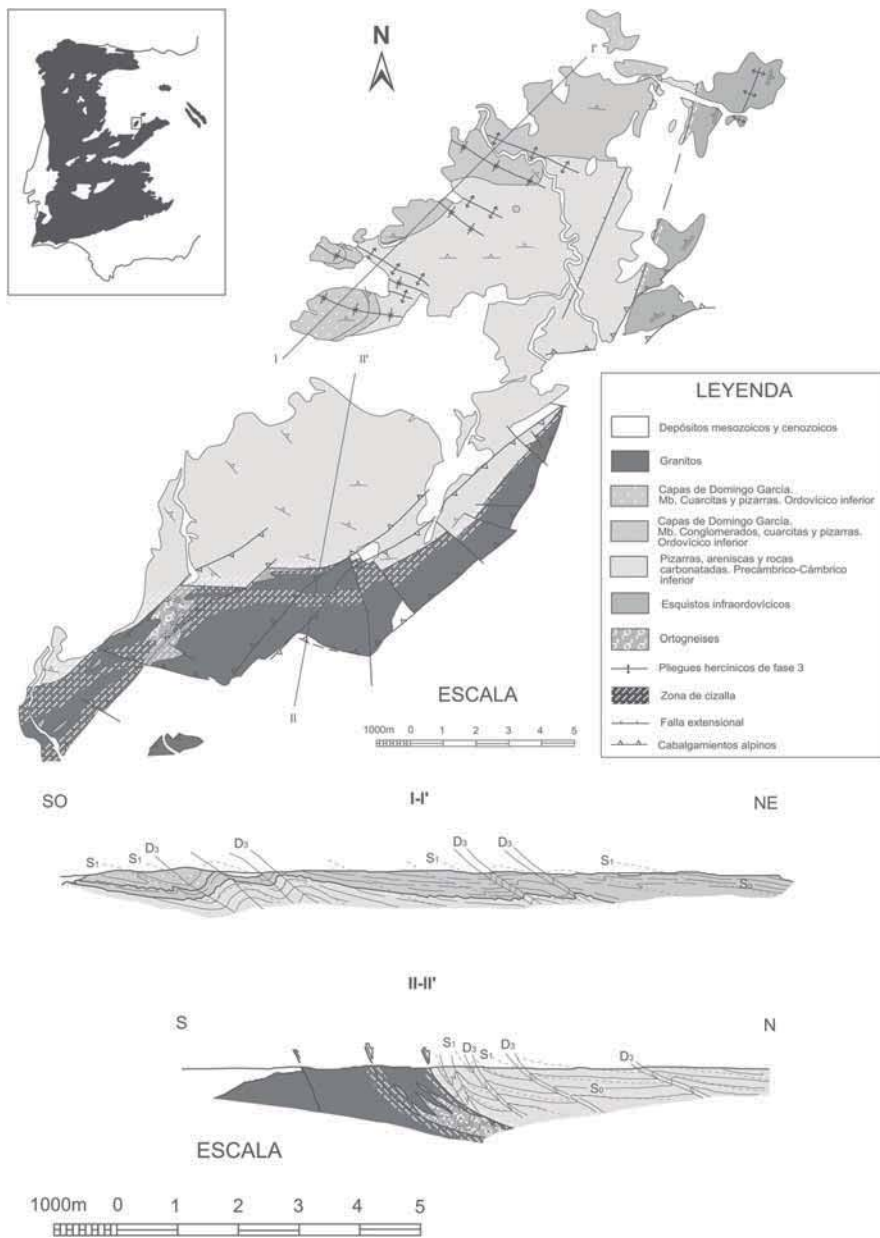 N
I'
I
II'
II
LEYENDA
Depósitos mesozoicos y cenozoicos
Granitos
Capas de Domingo García.
Mb. Cuarcitas y pizarras. Ordovícico inferior
Capas de Domingo García.
Mb. Conglomerados, cuarcitas y pizarras.
Ordovícico inferior
Pizarras, areniscas y rocas
carbonatadas. Precámbrico-Cámbrico
inferior
Esquistos infraordovícicos
Ortogneises
Pliegues hercínicos de fase 3
Zona de cizalla
Falla extensional
Cabalgamientos alpinos
ESCALA
1000m 0 1 2 3 4 5
SO I-I' NE
S1 S1 D3 D3 S1 D3 D3 S1
S0
II-II'
S N
S1 D3 S1 D3 D3
S0
ESCALA
1000m 0 1 2 3 4 5